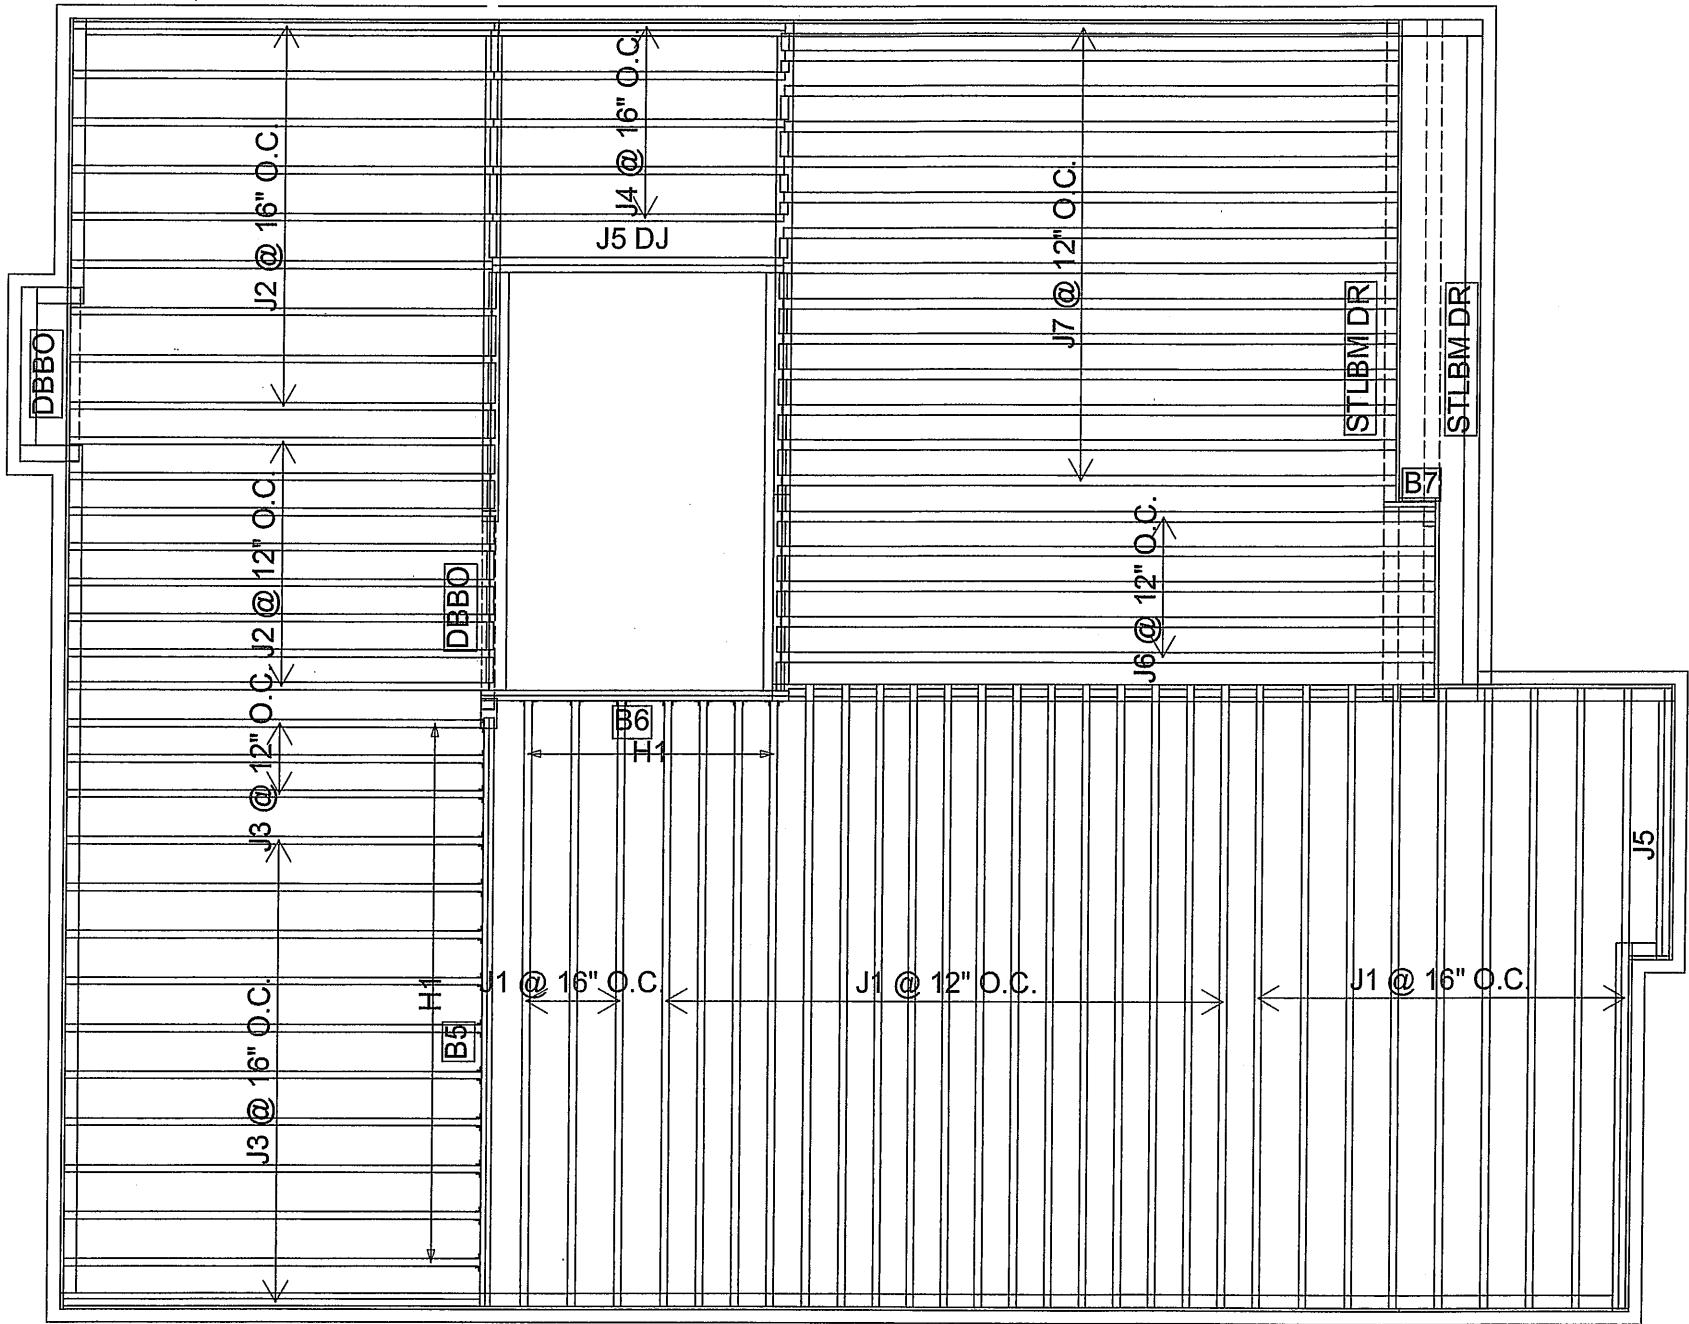 J2 @ 16" O.C.
J4 @ 16" O.C.
J5 DJ
J7 @ 12" O.C.
STLBM DR
STLBM DR
DBBO
B7
J2 @ 12" O.C.
DBBO
J6 @ 12" O.C.
J3 @ 12" O.C.
B6
H1
J5
J1 @ 16" O.C.
J1 @ 12" O.C.
J1 @ 16" O.C.
H1
B5
J3 @ 16" O.C.